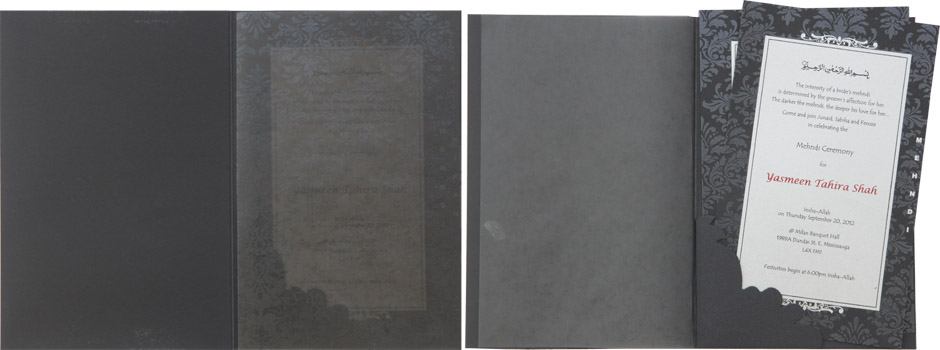 Yasmeen Tahira Shah
بسم الله الرحمن الرحيم
The intensity of a bride's mehndi
is determined by the groom's affection for her.
The darker the mehndi, the deeper his love for her...
Come and join Junaid, Sabiha and Feroze
in celebrating the
Mehndi Ceremony
for
Yasmeen Tahira Shah
Insha-Allah
on Thursday September 20, 2012
@ Milan Banquet Hall
1989A Dundas St. E. Mississauga
L4X 1M1
Festivities begin at 6:00pm Insha-Allah
MEHNDI